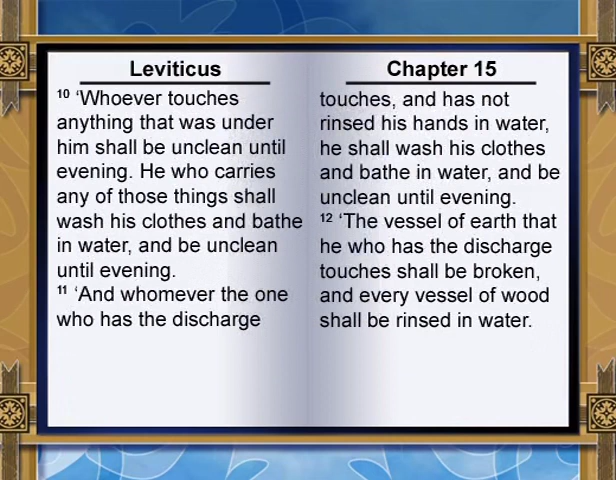 Leviticus
10 ‘Whoever touches
anything that was under
him shall be unclean until
evening. He who carries
any of those things shall
wash his clothes and bathe
in water, and be unclean
until evening.
11 ‘And whomever the one
who has the discharge
Chapter 15
touches, and has not
rinsed his hands in water,
he shall wash his clothes
and bathe in water, and be
unclean until evening.
12 ‘The vessel of earth that
he who has the discharge
touches shall be broken,
and every vessel of wood
shall be rinsed in water.